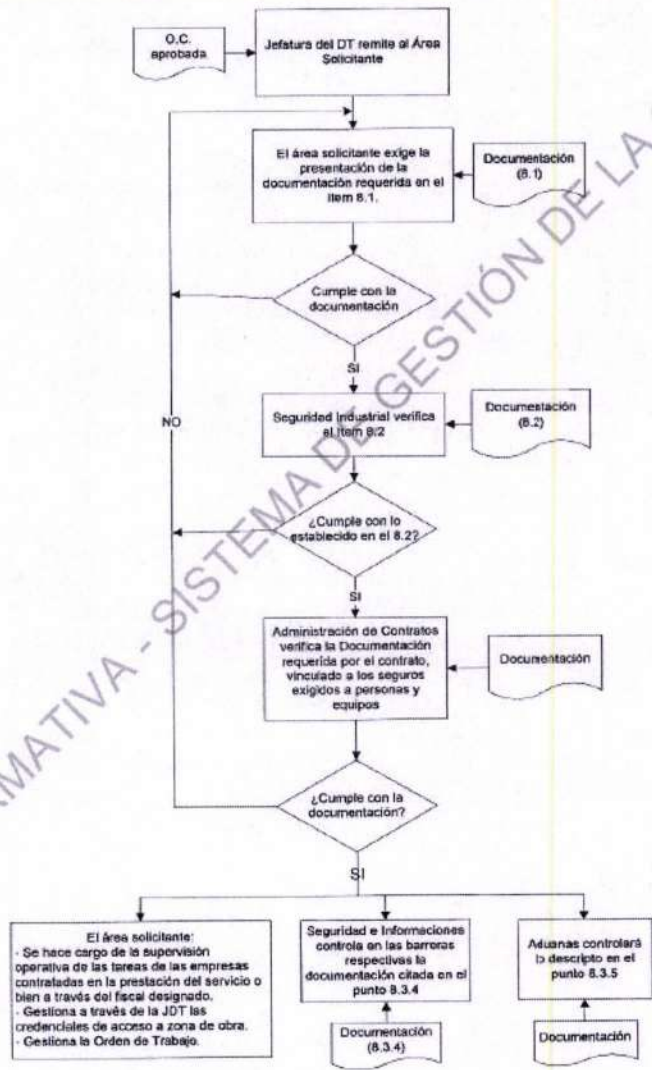 O.C.
aprobada
Jefatura del DT remite al Área
Solicitante
El área solicitante exige la
presentación de la
documentación requerida en el
Item 8.1.
Documentación
(8.1)
Cumple con la
documentación
SI
NO
Seguridad Industrial verifica
el Item 8.2
Documentación
(8.2)
¿Cumple con lo
establecido en el 8.2?
SI
Administración de Contratos
verifica la Documentación
requerida por el contrato,
vinculado a los seguros
exigidos a personas y
equipos
Documentación
¿Cumple con la
documentación?
SI
El área solicitante:
- Se hace cargo de la supervisión
operativa de las tareas de las empresas
contratadas en la prestación del servicio o
bien a través del fiscal designado.
- Gestiona a través de la JDT las
credenciales de acceso a zona de obra.
- Gestiona la Orden de Trabajo.
Seguridad e Informaciones
controla en las barreras
respectivas la
documentación citada en el
punto 8.3.4
Documentación
(8.3.4)
Aduanas controlará
lo descripto en el
punto 8.3.5
Documentación
MATIVA - SISTEMA DE GESTIÓN DE LA